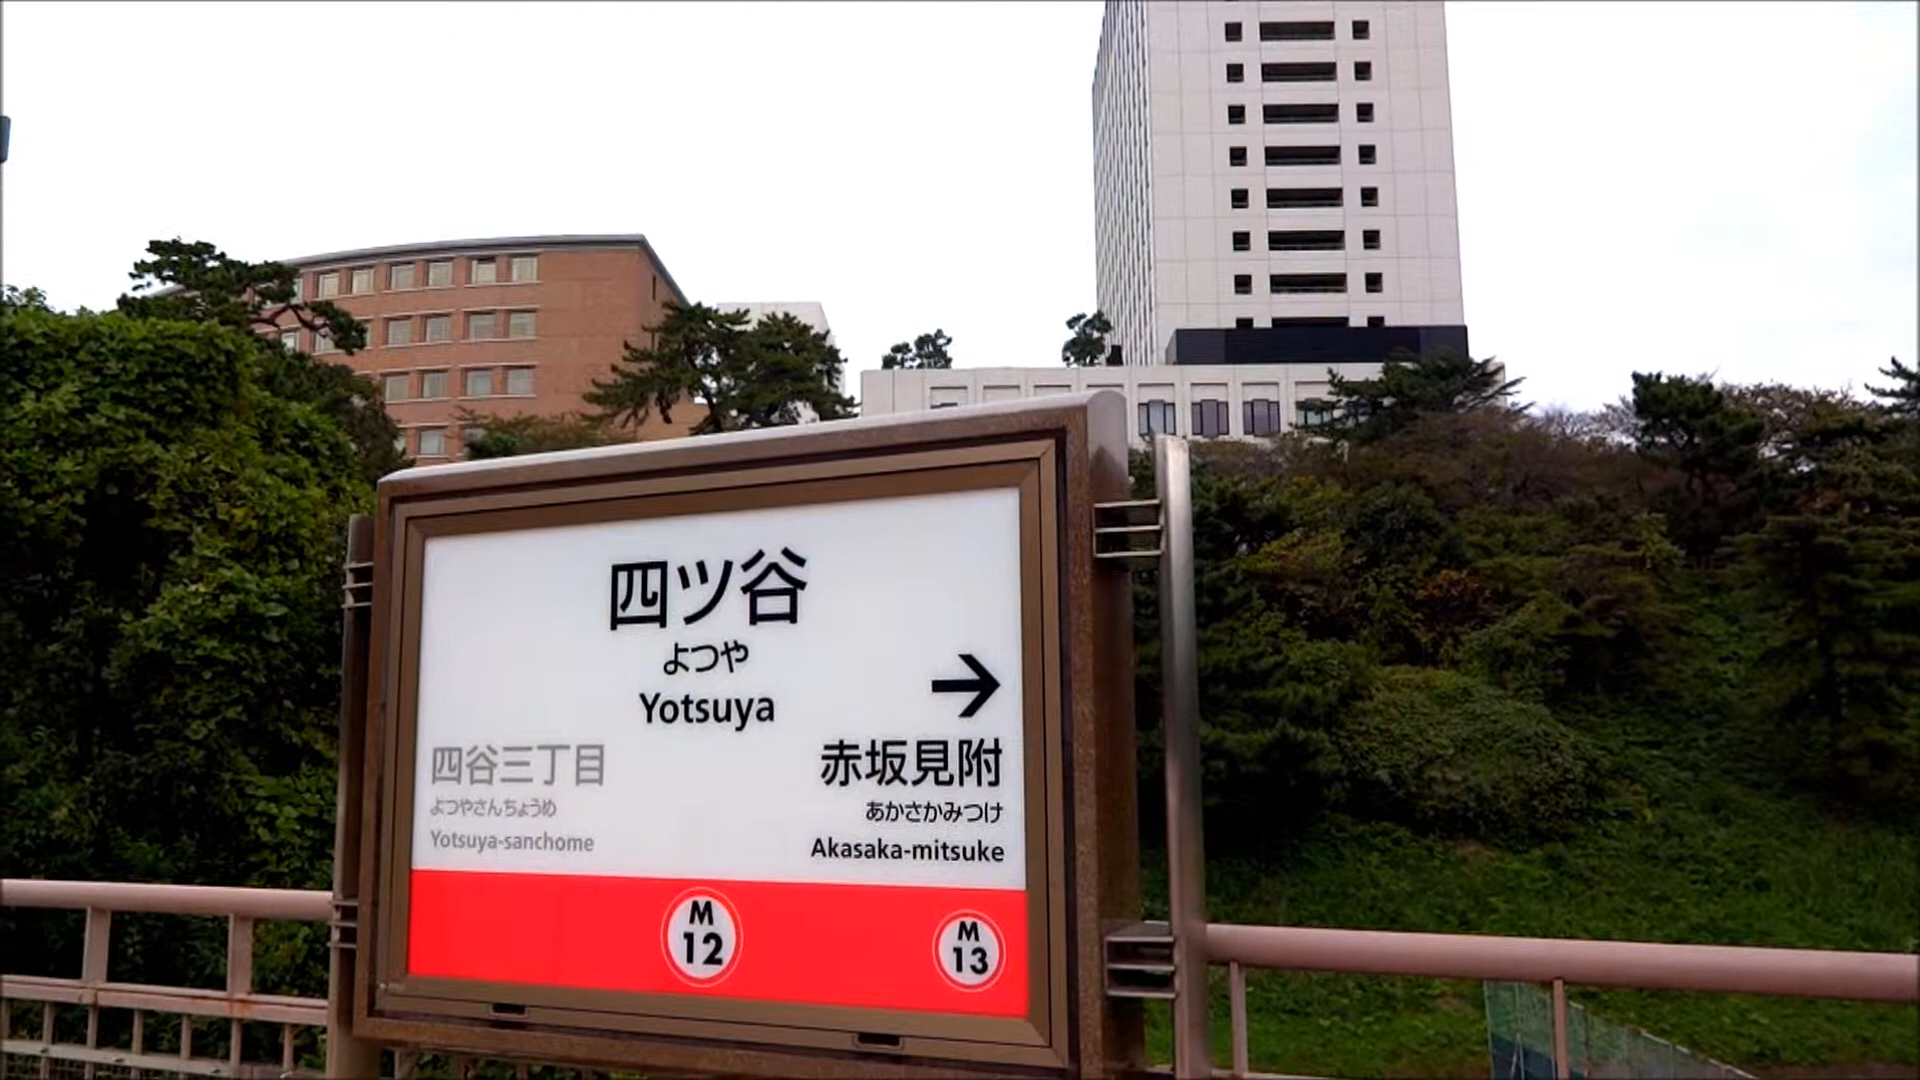 四ツ谷
よつや
Yotsuya
→
四谷三丁目
よつやさんちょうめ
Yotsuya-sanchome
赤坂見附
あかさかみつけ
Akasaka-mitsuke
M
12
M
13